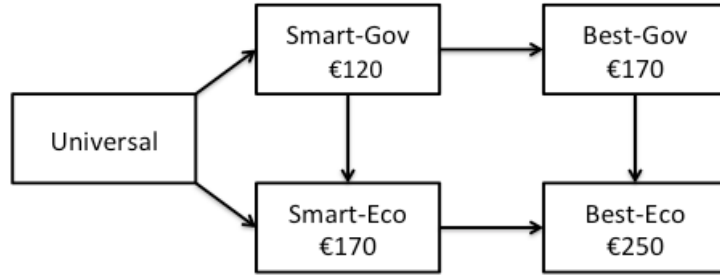 Smart-Gov
€120
Best-Gov
€170
Universal
Smart-Eco
€170
Best-Eco
€250